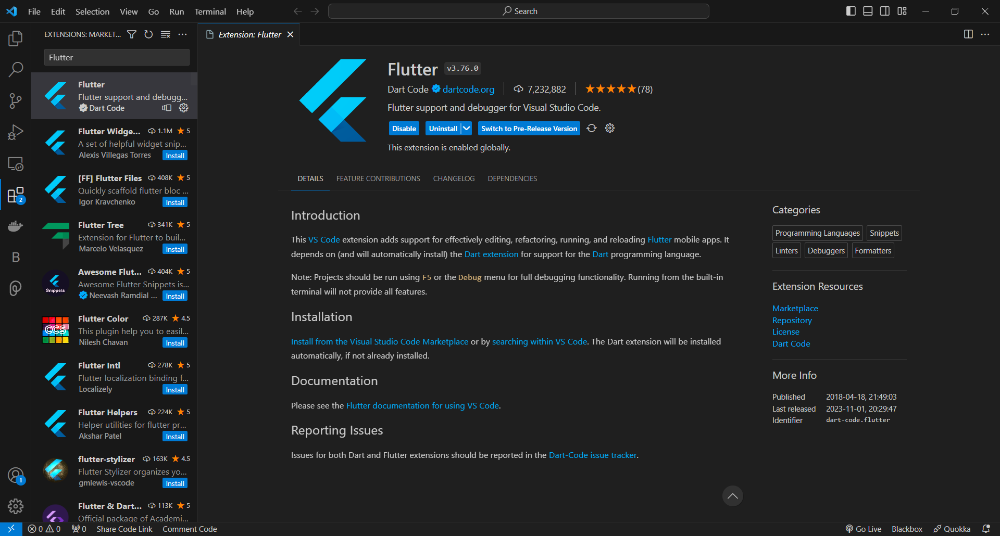 File Edit Selection View Go Run Terminal Help
Search
EXTENSIONS: MARKET...
Extension: Flutter
Flutter
Flutter
Flutter support and debugg...
Dart Code
Flutter Widge... 1.1M 5
A set of helpful widget snip...
Alexis Villegas Torres Install
[FF] Flutter Files 408K 5
Quickly scaffold flutter bloc ...
Igor Kravchenko Install
Flutter Tree 341K 5
Extension for Flutter to buil...
Marcelo Velasquez Install
Awesome Flut... 404K 5
Awesome Flutter Snippets is...
Snippets
Neevash Ramdial ... Install
Flutter Color 287K 4.5
This plugin help you to easil...
CCS
Nilesh Chavan Install
Flutter Intl 278K 5
Flutter localization binding f...
Localizely Install
Flutter Helpers 224K 5
Helper utilities for flutter pr...
Akshar Patel Install
flutter-stylizer 163K 4.5
Flutter Stylizer organizes yo...
gmlewis-vscode Install
Flutter & Dart... 113K 5
Official package of Academi...
2
B
1
Flutter v3.76.0
Dart Code dartcode.org 7,232,882 (78)
Flutter support and debugger for Visual Studio Code.
Disable Uninstall Switch to Pre-Release Version
This extension is enabled globally.
DETAILS FEATURE CONTRIBUTIONS CHANGELOG DEPENDENCIES
Introduction
This VS Code extension adds support for effectively editing, refactoring, running, and reloading Flutter mobile apps. It
depends on (and will automatically install) the Dart extension for support for the Dart programming language.
Note: Projects should be run using F5 or the Debug menu for full debugging functionality. Running from the built-in
terminal will not provide all features.
Installation
Install from the Visual Studio Code Marketplace or by searching within VS Code. The Dart extension will be installed
automatically, if not already installed.
Documentation
Please see the Flutter documentation for using VS Code.
Reporting Issues
Issues for both Dart and Flutter extensions should be reported in the Dart-Code issue tracker.
Categories
Programming Languages Snippets
Linters Debuggers Formatters
Extension Resources
Marketplace
Repository
License
Dart Code
More Info
Published 2018-04-18, 21:49:03
Last released 2023-11-01, 20:29:47
Identifier dart-code.flutter
0 0 0 Share Code Link Comment Code
Go Live Blackbox Quokka